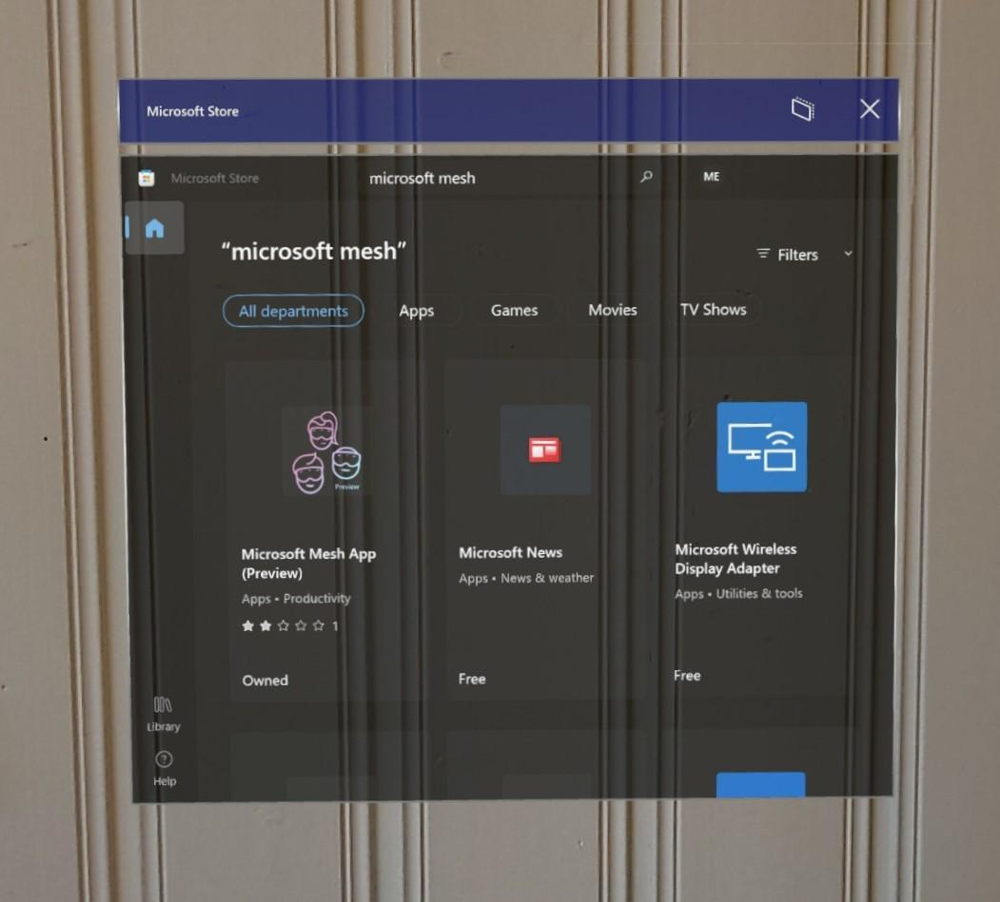 Microsoft Store
Microsoft Store
microsoft mesh
ME
“microsoft mesh”
Filters
All departments
Apps
Games
Movies
TV Shows
Preview
Microsoft Mesh App
(Preview)
Apps • Productivity
1
Owned
Microsoft News
Apps • News & weather
Free
Microsoft Wireless
Display Adapter
Apps • Utilities & tools
Free
Library
Help